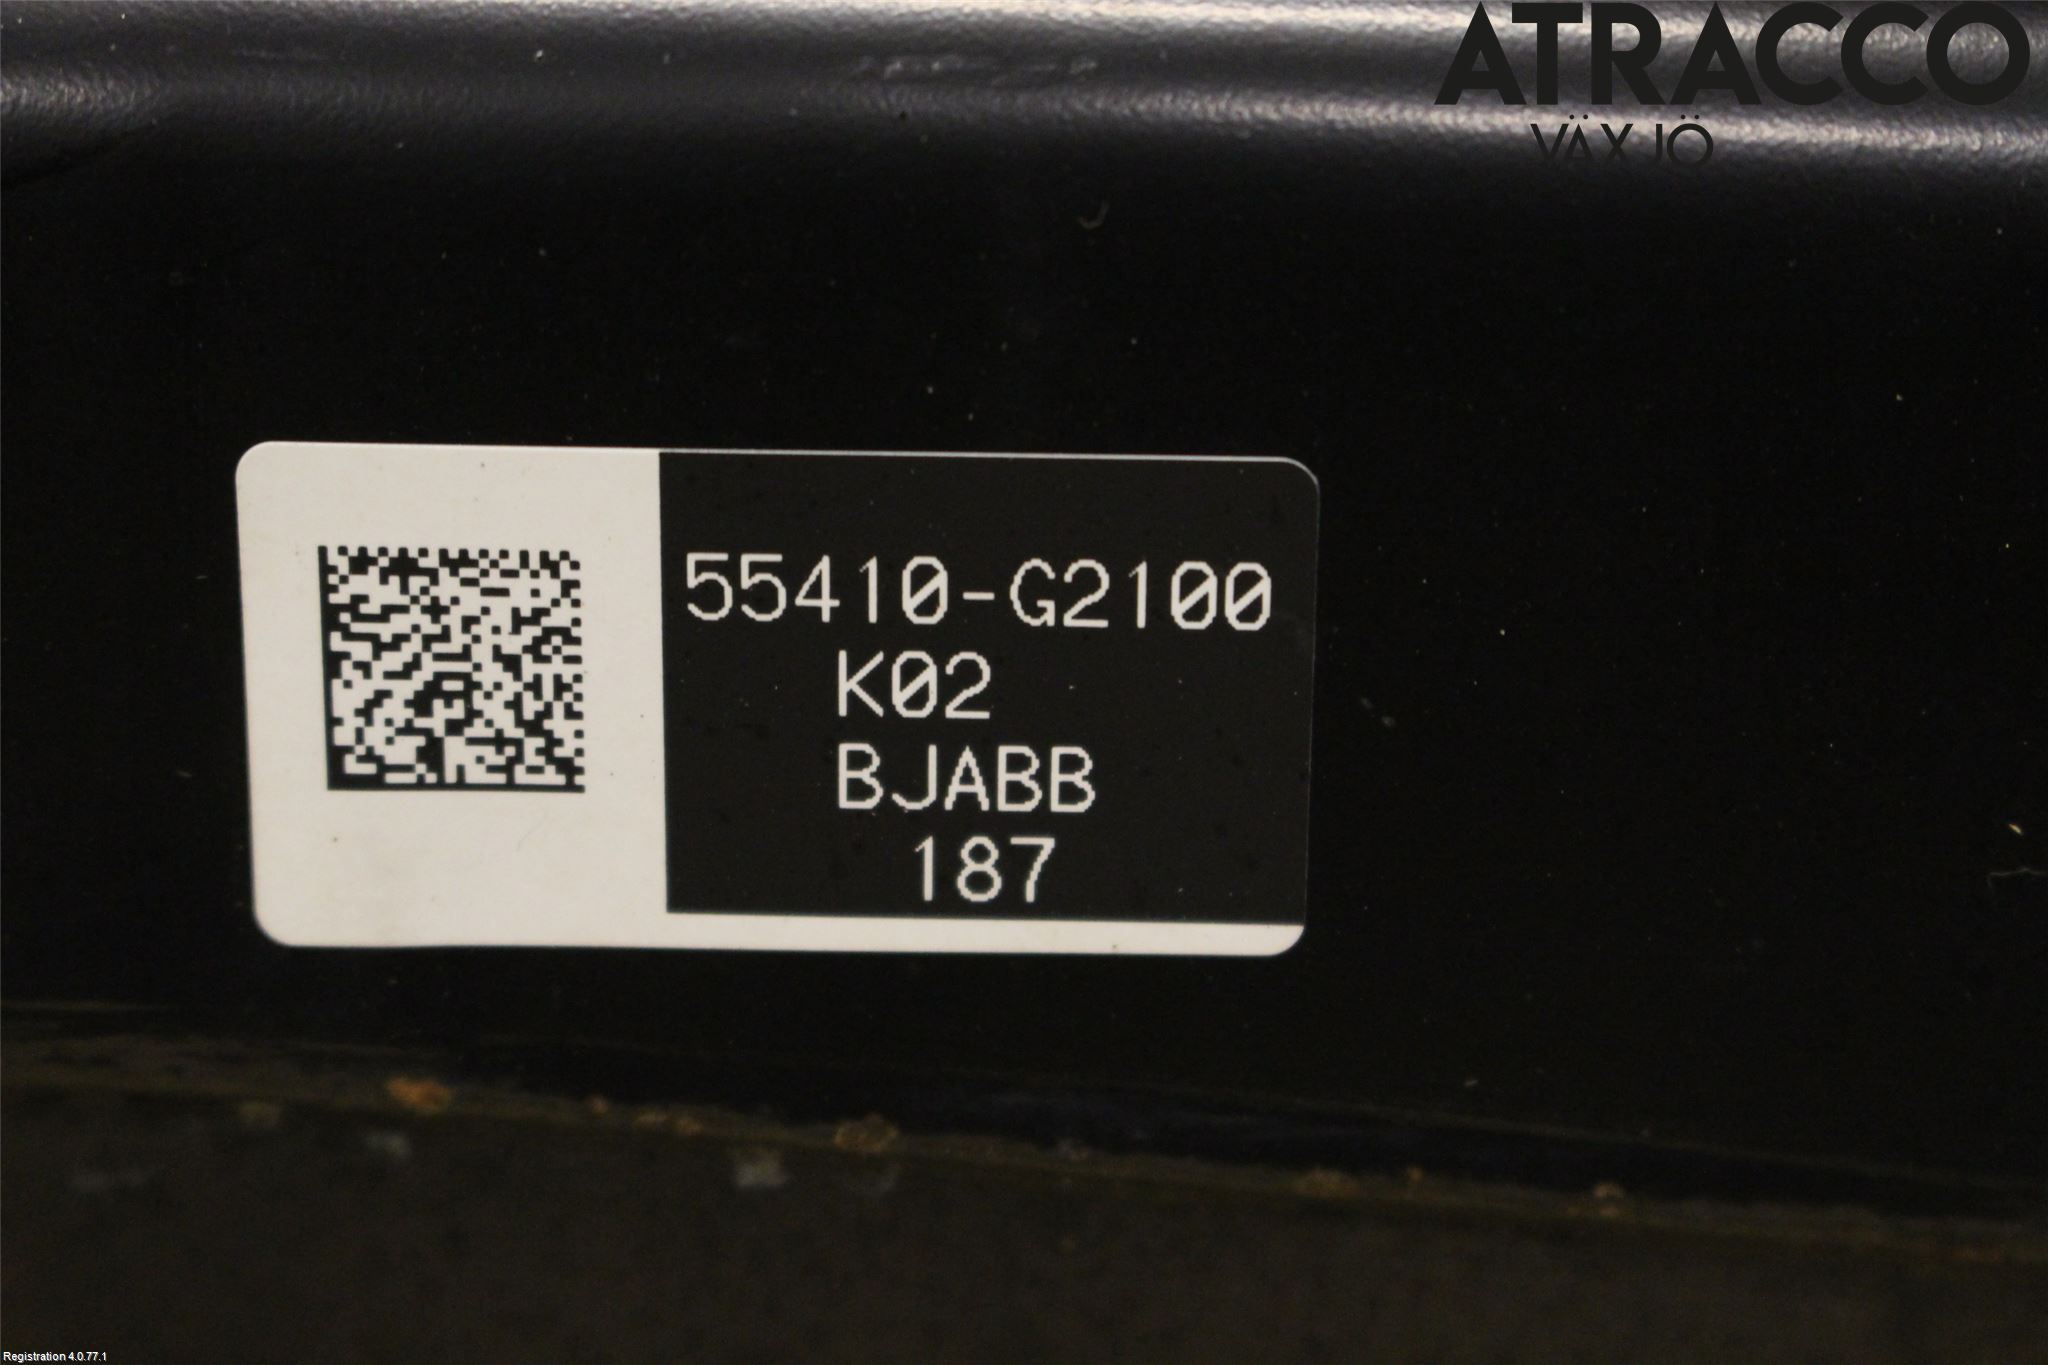 ATRACCO
VÄXJÖ
55410-G2100
K02
BJABB
187
Registration 4.0.77.1